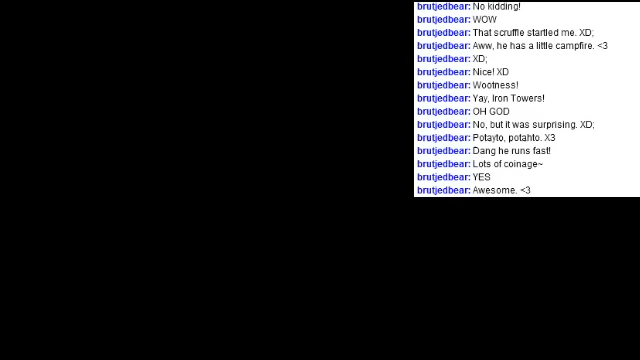 brutjedbear: No kidding!
brutjedbear: WOW
brutjedbear: That scruffle startled me. XD;
brutjedbear: Aww, he has a little campfire. <3
brutjedbear: XD;
brutjedbear: Nice! XD
brutjedbear: Wootness!
brutjedbear: Yay, Iron Towers!
brutjedbear: OH GOD
brutjedbear: No, but it was surprising. XD;
brutjedbear: Potayto, potahto. X3
brutjedbear: Dang he runs fast!
brutjedbear: Lots of coinage~
brutjedbear: YES
brutjedbear: Awesome. <3